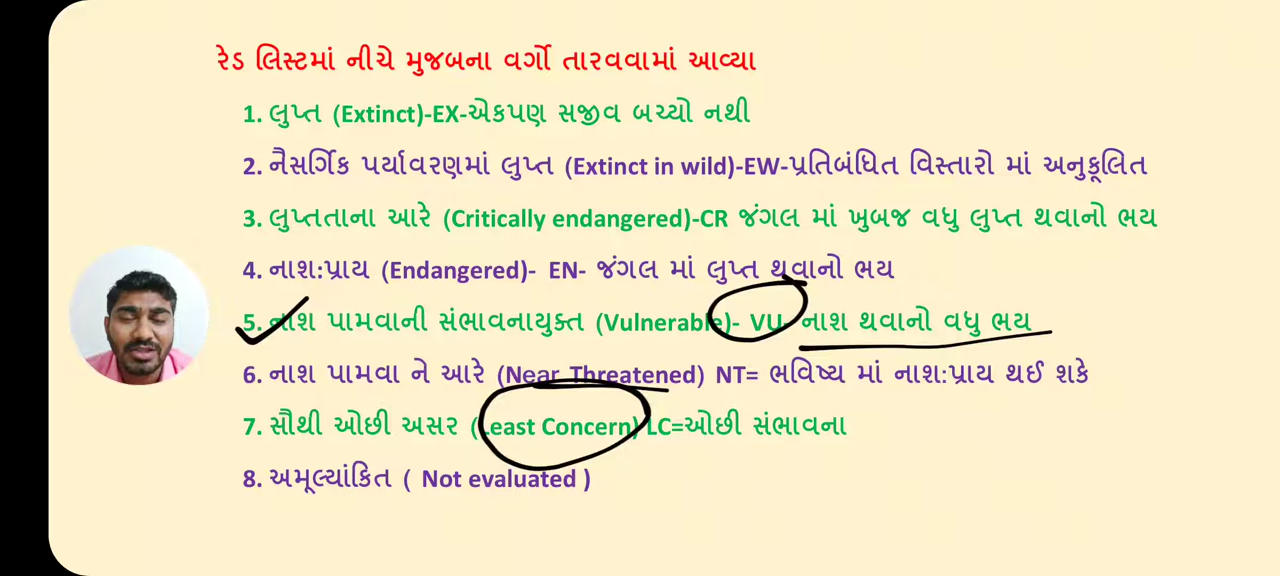 રેડ લિસ્ટમાં નીચે મુજબના વર્ગો તારવવામાં આવ્યા
1. લુપ્ત (Extinct)-EX-એકપણ સજીવ બચ્યો નથી
2. નૈસર્ગિક પર્યાવરણમાં લુપ્ત (Extinct in wild)-EW-પ્રતિબંધિત વિસ્તારો માં અનુકૂલિત
3. લુપ્તતાના આરે (Critically endangered)-CR જંગલ માં ખુબજ વધુ લુપ્ત થવાનો ભય
4. નાશ:પ્રાય (Endangered)- EN- જંગલ માં લુપ્ત થવાનો ભય
5. નાશ પામવાની સંભાવનાયુક્ત (Vulnerable)- VU- નાશ થવાનો વધુ ભય
6. નાશ પામવા ને આરે (Near Threatened) NT= ભવિષ્ય માં નાશ:પ્રાય થઈ શકે
7. સૌથી ઓછી અસર (Least Concern) LC=ઓછી સંભાવના
8. અમૂલ્યાંકિત ( Not evaluated )